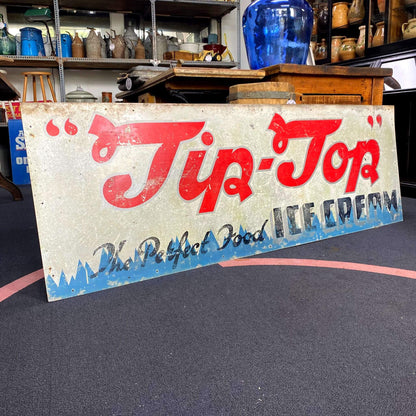 "Tip-Top"
The Perfect Food ICE CREAM